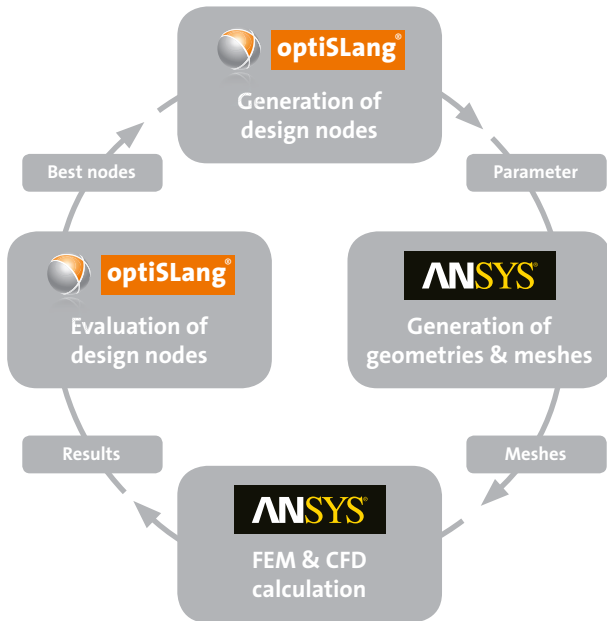 optiSLang®
Generation of
design nodes
Best nodes
Parameter
optiSLang®
Evaluation of
design nodes
ANSYS®
Generation of
geometries & meshes
Results
Meshes
ANSYS®
FEM & CFD
calculation